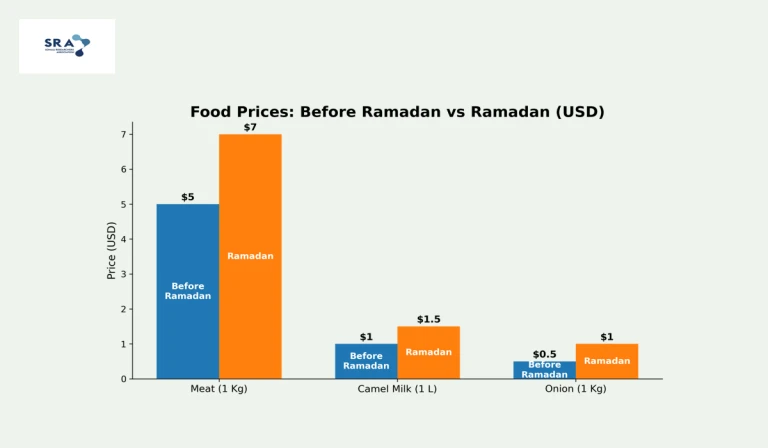 SRA
Food Prices: Before Ramadan vs Ramadan (USD)
Price (USD)
7
6
5
4
3
2
1
0
$5
$7
Before
Ramadan
Ramadan
$1
$1.5
Before
Ramadan
Ramadan
$0.5
$1
Before
Ramadan
Ramadan
Meat (1 Kg)
Camel Milk (1 L)
Onion (1 Kg)